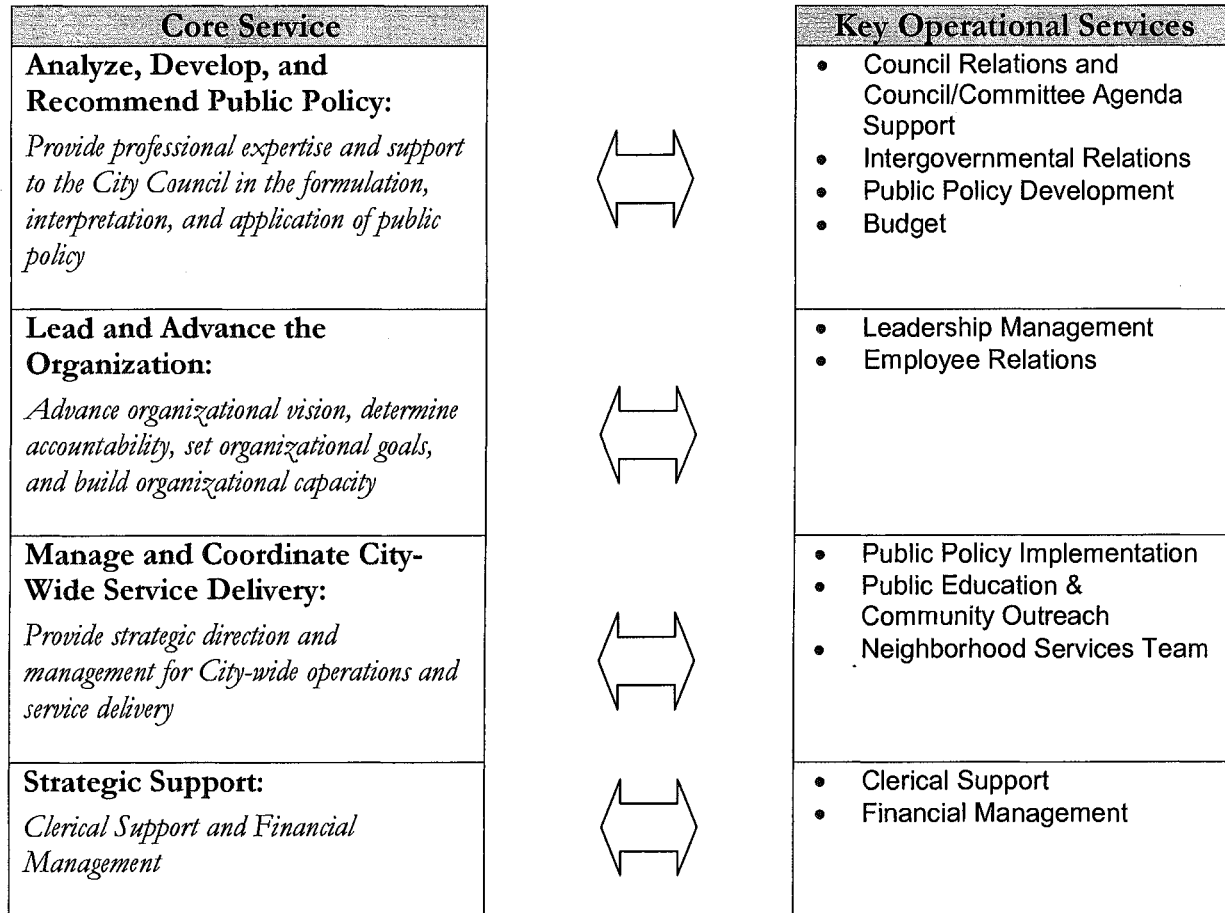 Core Service
Analyze, Develop, and
Recommend Public Policy:
Provide professional expertise and support
to the City Council in the formulation,
interpretation, and application of public
policy
Key Operational Services
• Council Relations and
Council/Committee Agenda
Support
• Intergovernmental Relations
• Public Policy Development
• Budget
Lead and Advance the
Organization:
Advance organizational vision, determine
accountability, set organizational goals,
and build organizational capacity
• Leadership Management
• Employee Relations
Manage and Coordinate City-
Wide Service Delivery:
Provide strategic direction and
management for City-wide operations and
service delivery
• Public Policy Implementation
• Public Education &
Community Outreach
• Neighborhood Services Team
Strategic Support:
Clerical Support and Financial
Management
• Clerical Support
• Financial Management